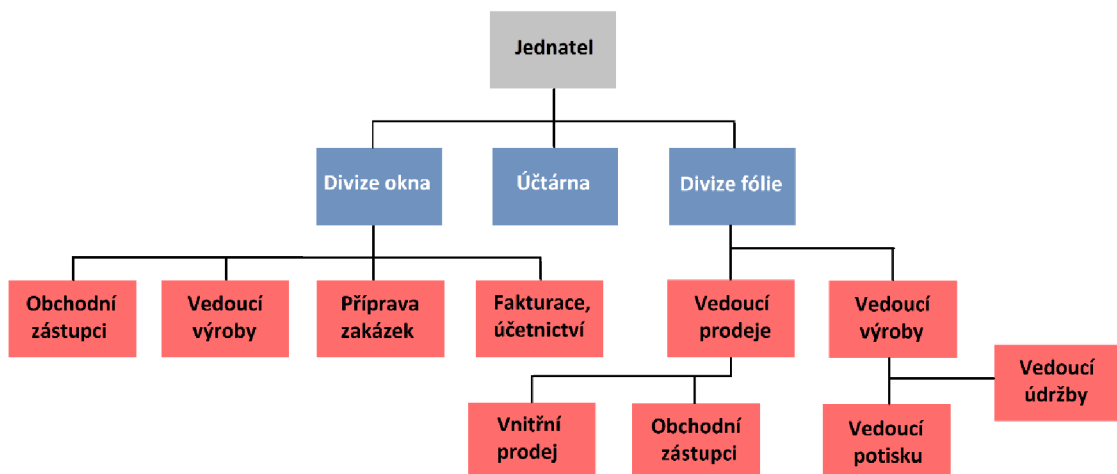 Jednatel
Divize okna
Účtárna
Divize fólie
Obchodní
zástupci
Vedoucí
výroby
Příprava
zakázek
Fakturace,
účetnictví
Vedoucí
prodeje
Vedoucí
výroby
Vedoucí
údržby
Vnitřní
prodej
Obchodní
zástupci
Vedoucí
potisku